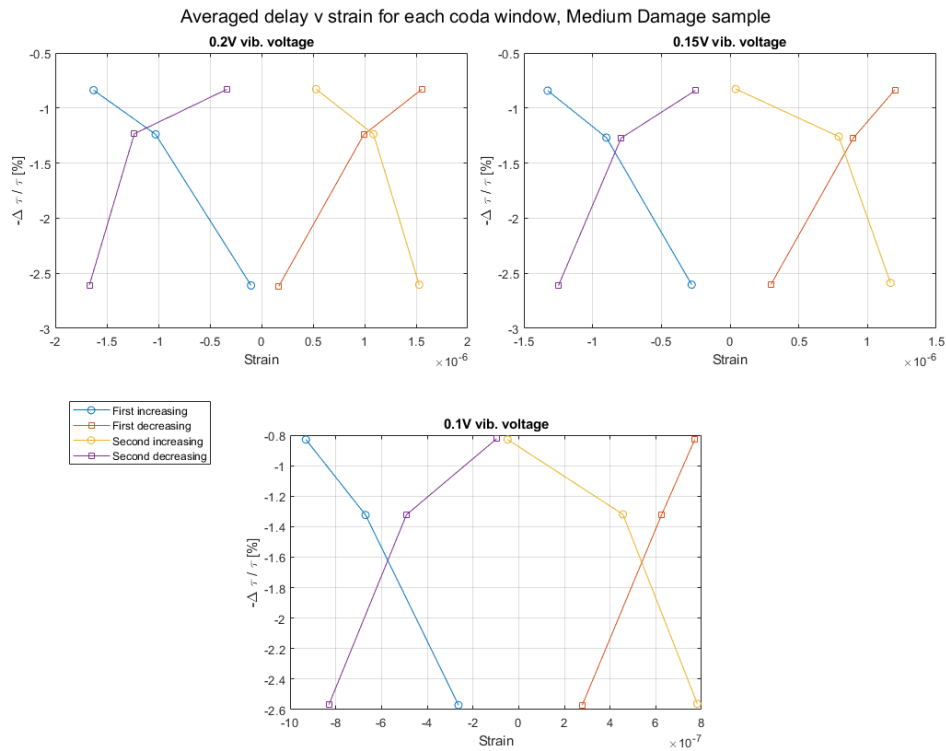 Averaged delay v strain for each coda window, Medium Damage sample
0.2V vib. voltage
-0.5
-1
-1.5
-2
-2.5
-3
-Δ τ / τ [%]
-2 -1.5 -1 -0.5 0 0.5 1 1.5 2
Strain
×10⁻⁶
0.15V vib. voltage
-0.5
-1
-1.5
-2
-2.5
-3
-Δ τ / τ [%]
-1.5 -1 -0.5 0 0.5 1 1.5
Strain
×10⁻⁶
First increasing
First decreasing
Second increasing
Second decreasing
0.1V vib. voltage
-0.8
-1
-1.2
-1.4
-1.6
-1.8
-2
-2.2
-2.4
-2.6
-Δ τ / τ [%]
-10 -8 -6 -4 -2 0 2 4 6 8
Strain
×10⁻⁷